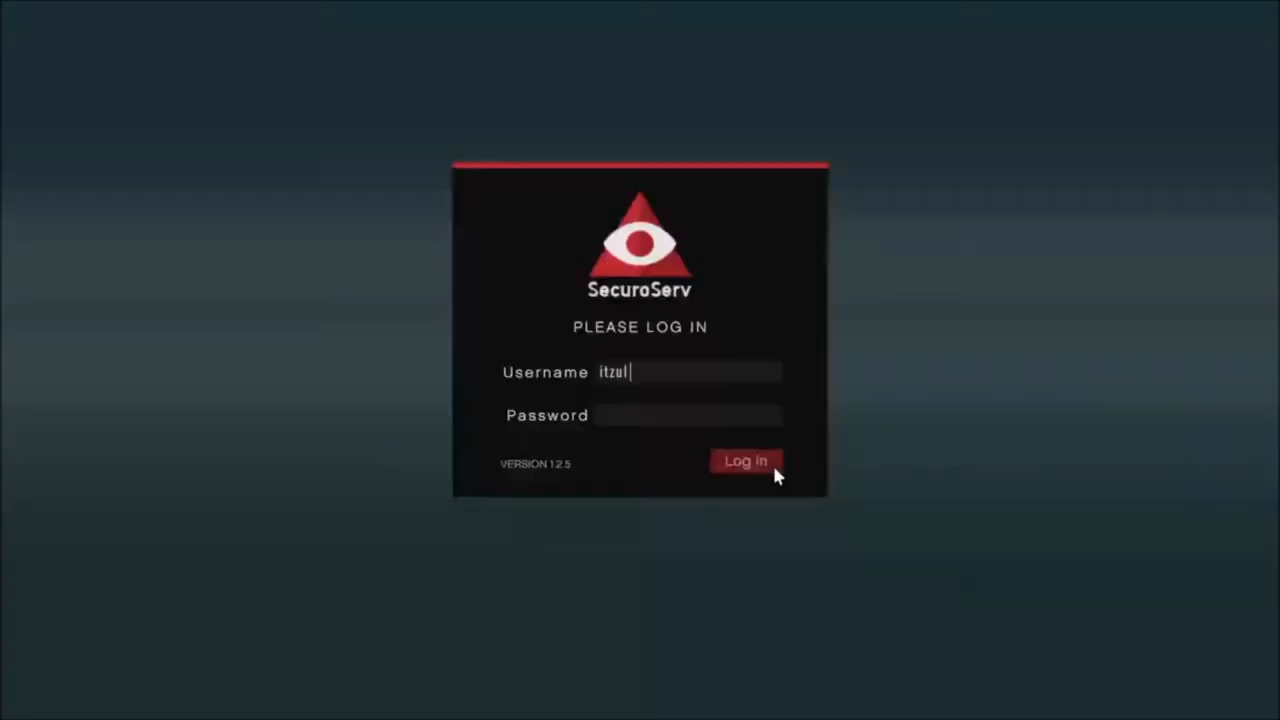 SecuroServ
PLEASE LOG IN
Username itzul
Password
VERSION 1.2.5
Log in